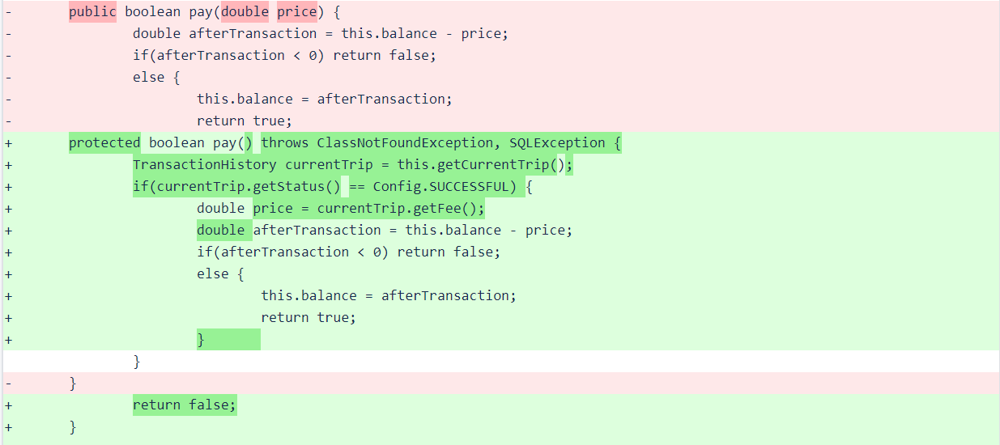 - public boolean pay(double price) {
- double afterTransaction = this.balance - price;
- if(afterTransaction < 0) return false;
- else {
- this.balance = afterTransaction;
- return true;
+ protected boolean pay() throws ClassNotFoundException, SQLException {
+ TransactionHistory currentTrip = this.getCurrentTrip();
+ if(currentTrip.getStatus() == Config.SUCCESSFUL) {
+ double price = currentTrip.getFee();
+ double afterTransaction = this.balance - price;
+ if(afterTransaction < 0) return false;
+ else {
+ this.balance = afterTransaction;
+ return true;
+ }
}
- }
+ return false;
+ }